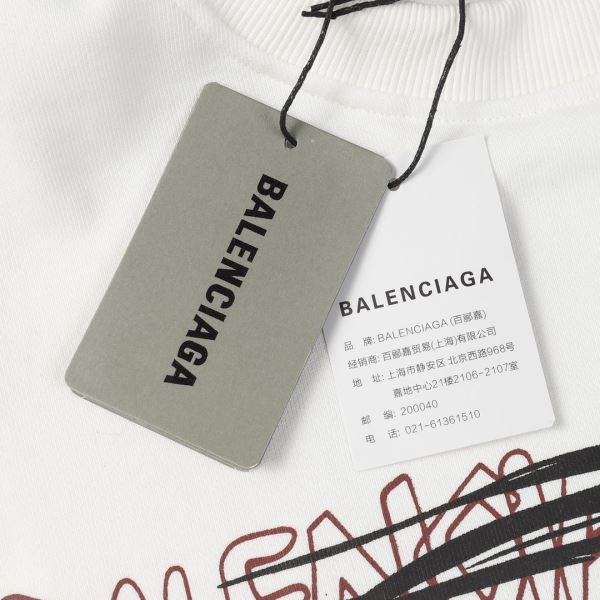 BALENCIAGA
BALENCIAGA
品 牌: BALENCIAGA (百郦嘉)
经销商: 百郦嘉贸易(上海)有限公司
地 址: 上海市静安区 北京西路968号
嘉地中心21楼2106-2107室
邮 编: 200040
电 话: 021-61361510
BALENCIAGA